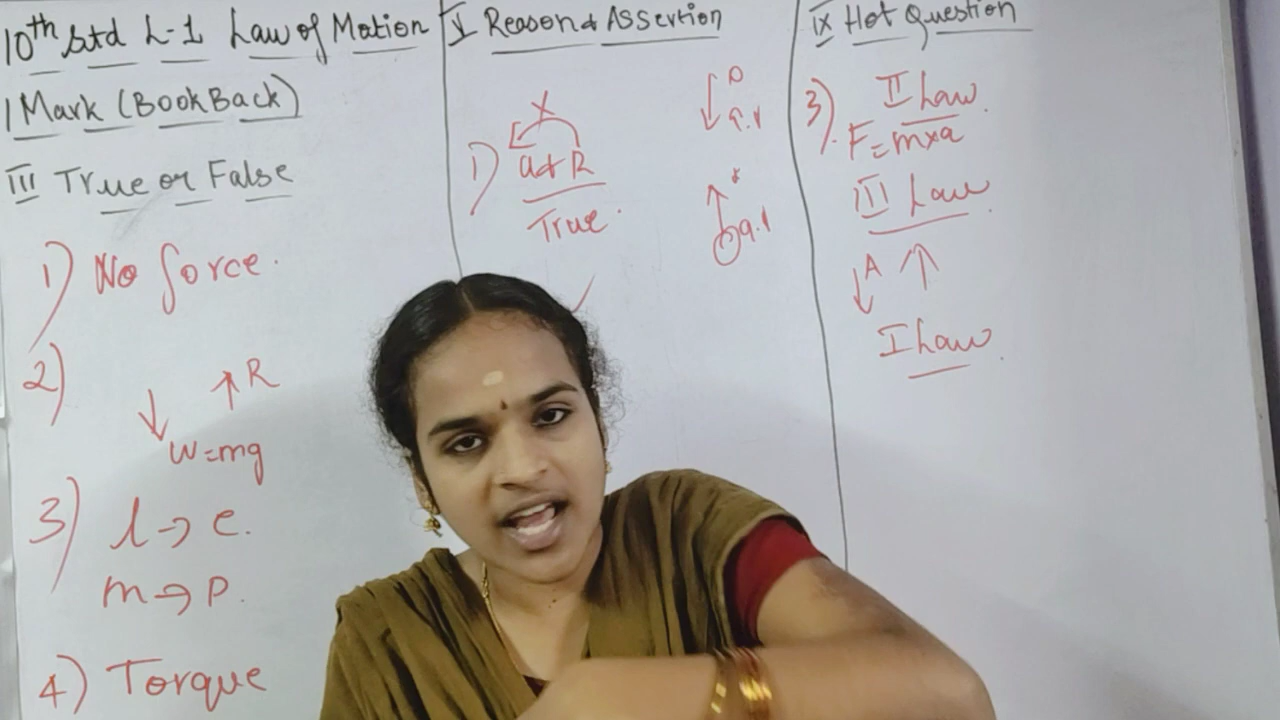 10th Std L-1 Law of Motion
1 Mark (Book Back)
III True or False
1) No force.
2)
↑ R
↓
W=mg
3) l → e.
m → p.
4) Torque
V Reason & Assertion
X
1) a & R
True.
IX Hot Question
3) II Law.
F=m×a
III Law.
↓ A ↑
I Law.